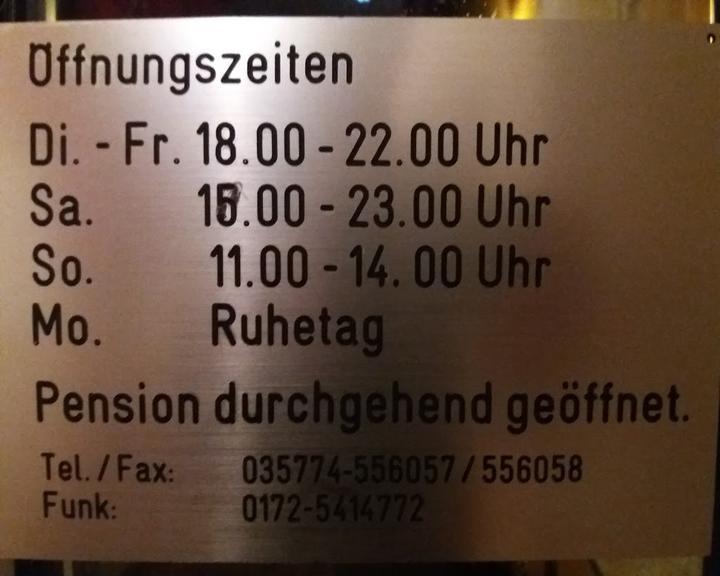 Öffnungszeiten
Di. - Fr. 18.00 - 22.00 Uhr
Sa. .00 - 23.00 Uhr
So. 11.00 - 14. 00 Uhr
Mo. Ruhetag
Pension durchgehend geöffnet.
Tel. / Fax: 035774-556057 / 556058
Funk: 0172-5414772